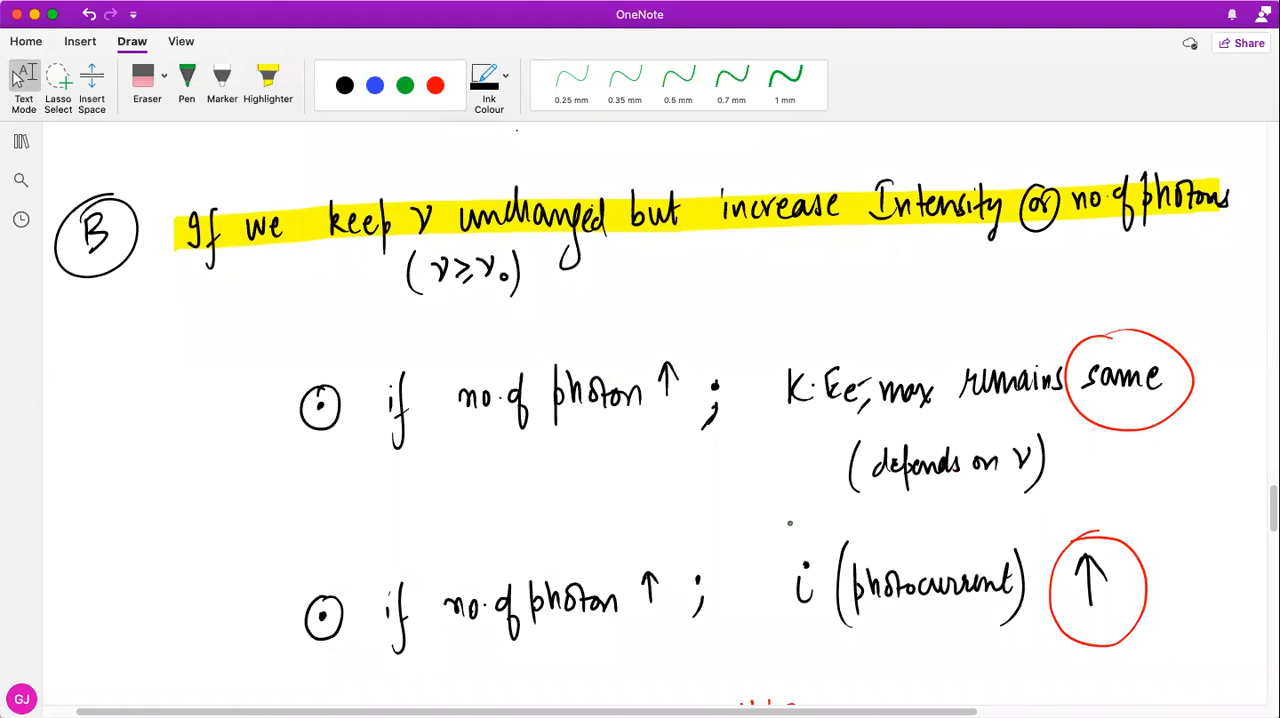 OneNote
Home Insert Draw View
Share
Text Mode
Lasso Select
Insert Space
Eraser
Pen
Marker
Highlighter
Ink Colour
0.25 mm
0.35 mm
0.5 mm
0.7 mm
1 mm
B
If we keep ν unchanged but increase Intensity or no. of photons
(ν ≥ ν₀)
⊙ if no. of photon ↑ ; K.Ee⁻, max remains same
(depends on ν)
⊙ if no. of photon ↑ ; i (photocurrent) ↑
GJ